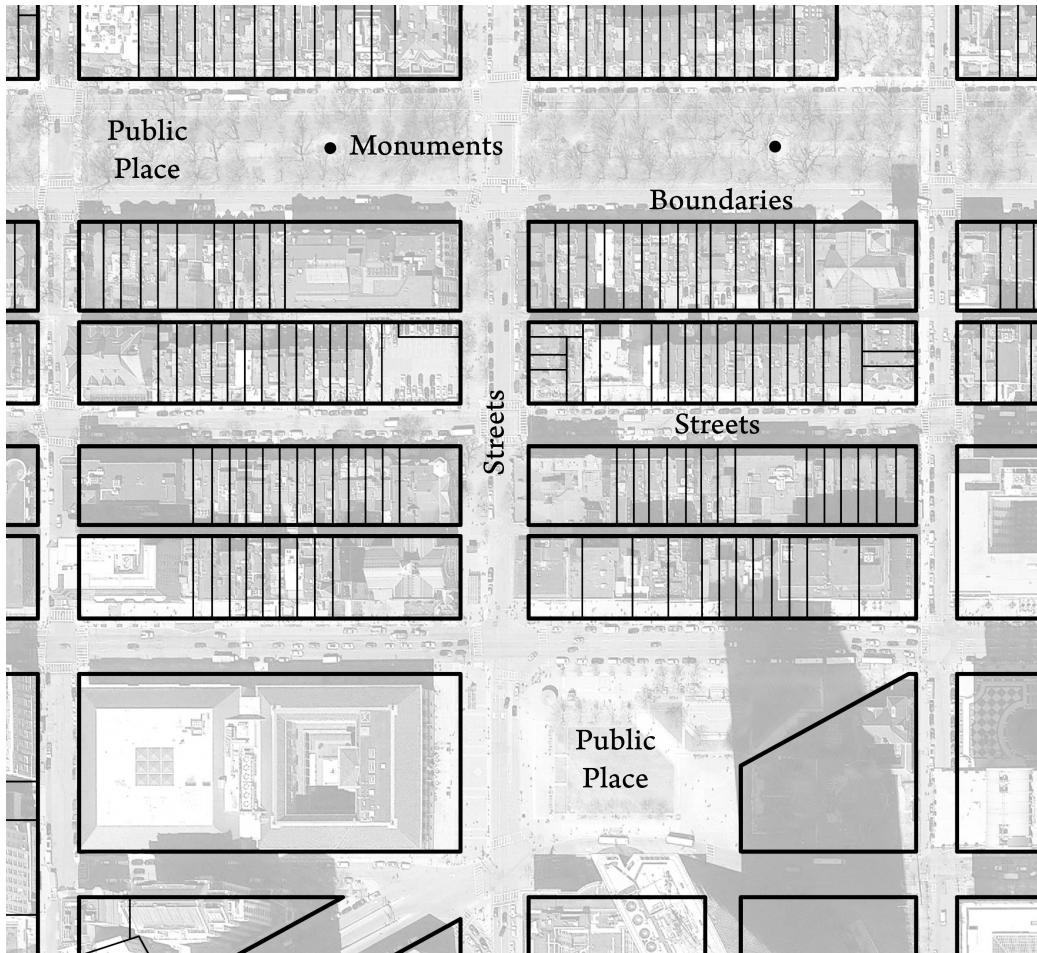 Public
Place
Monuments
Boundaries
Streets
Streets
Public
Place